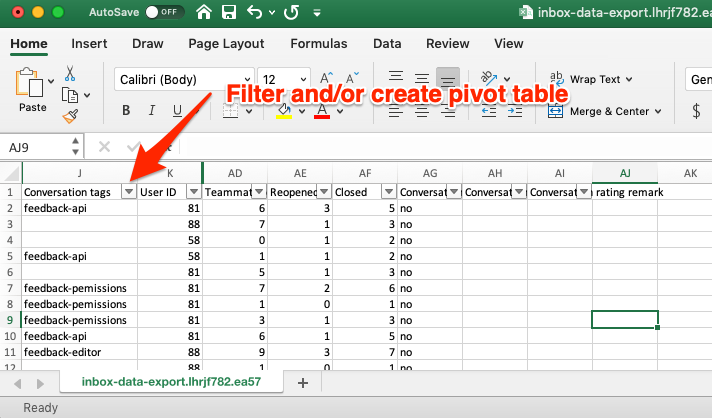 AutoSave OFF inbox-data-export.lhrjf782.ea
Home Insert Draw Page Layout Formulas Data Review View
Paste Calibri (Body) 12 A A ab Wrap Text Gen
B I U A Merge & Center $
Filter and/or create pivot table
AJ9
J K AD AE AF AG AH AI AJ AK
1 Conversation tags User ID Teammat Reopened Closed Conversat Conversat Conversat rating remark
2 feedback-api 81 6 3 5 no
3 88 7 1 3 no
4 58 0 1 2 no
5 feedback-api 58 1 1 2 no
6 81 5 1 3 no
7 feedback-pemissions 81 7 2 6 no
8 feedback-pemissions 81 1 0 1 no
9 feedback-pemissions 81 3 1 3 no
10 feedback-api 81 6 1 5 no
11 feedback-editor 88 9 3 7 no
12 88 1 0 1 no
inbox-data-export.lhrjf782.ea57 +
Ready